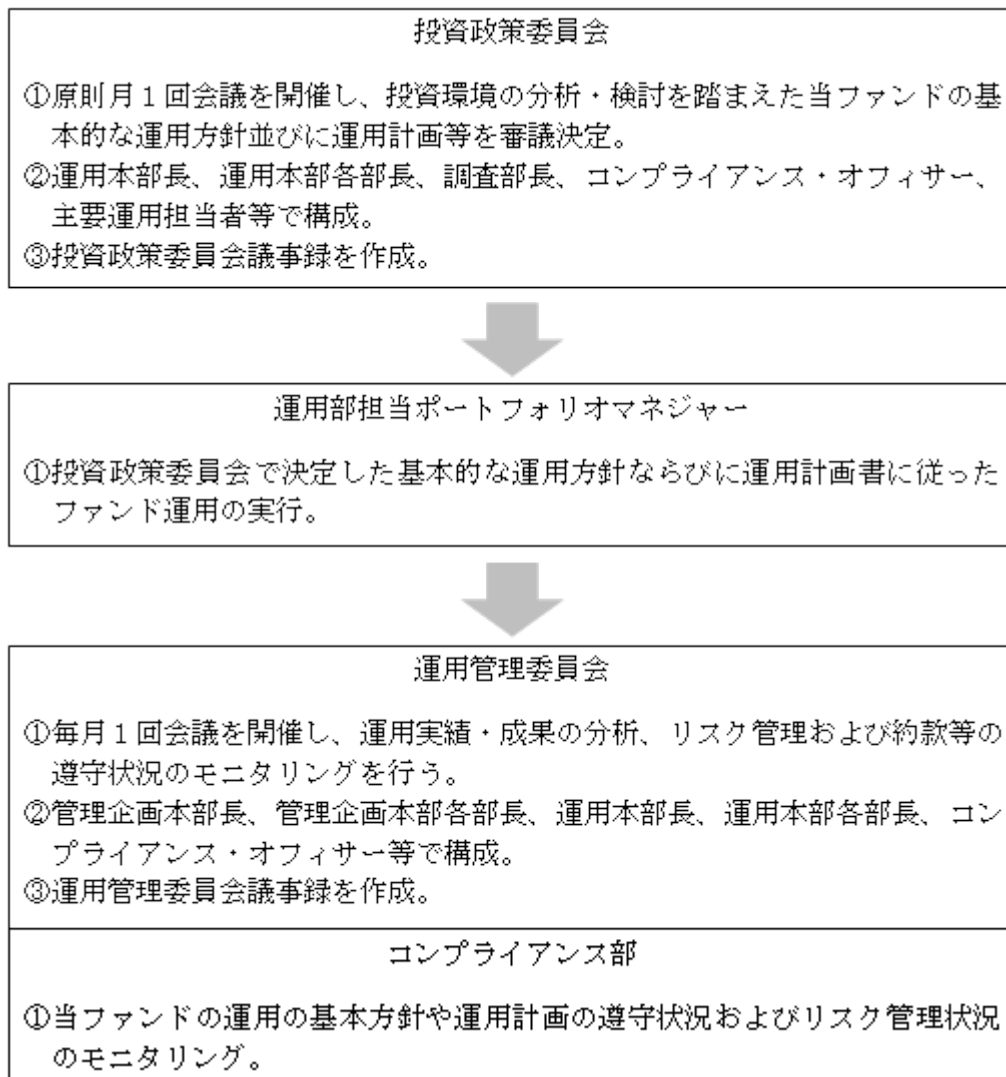 投資政策委員会
①原則月１回会議を開催し、投資環境の分析・検討を踏まえた当ファンドの基
本的な運用方針並びに運用計画等を審議決定。
②運用本部長、運用本部各部長、調査部長、コンプライアンス・オフィサー、
主要運用担当者等で構成。
③投資政策委員会議事録を作成。
運用部担当ポートフォリオマネジャー
①投資政策委員会で決定した基本的な運用方針ならびに運用計画書に従った
ファンド運用の実行。
運用管理委員会
①毎月１回会議を開催し、運用実績・成果の分析、リスク管理および約款等の
遵守状況のモニタリングを行う。
②管理企画本部長、管理企画本部各部長、運用本部長、運用本部各部長、コン
プライアンス・オフィサー等で構成。
③運用管理委員会議事録を作成。
コンプライアンス部
①当ファンドの運用の基本方針や運用計画の遵守状況およびリスク管理状況
のモニタリング。